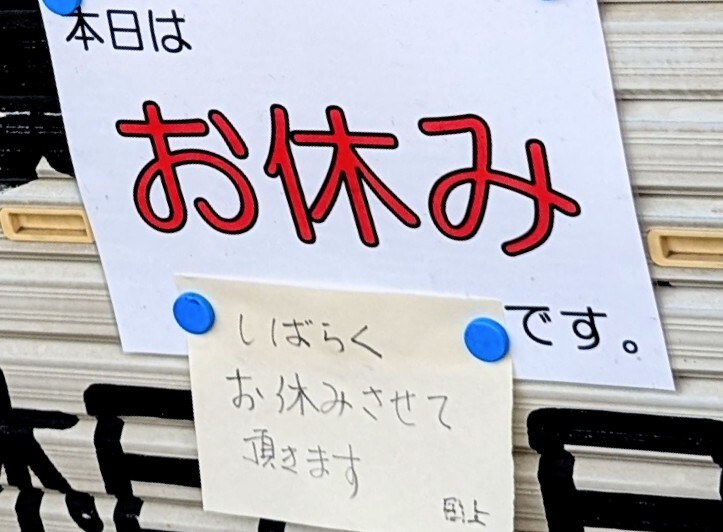 本日は
お休み
です。
しばらく
お休みさせて
頂きます